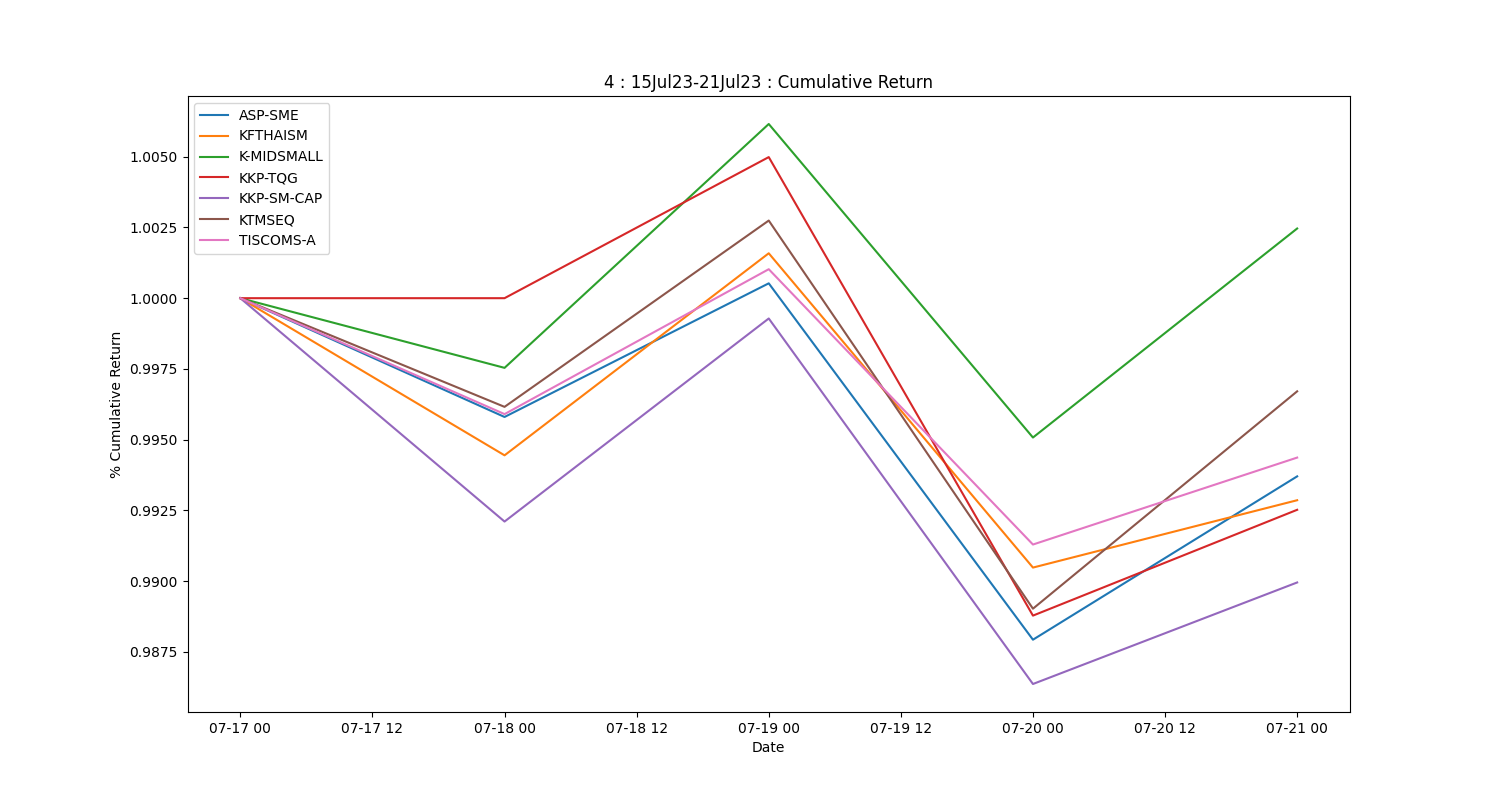 4 : 15Jul23-21Jul23 : Cumulative Return
ASP-SME
KFTHAISM
K-MIDSMALL
KKP-TQG
KKP-SM-CAP
KTMSEQ
TISCOMS-A
% Cumulative Return
1.0050
1.0025
1.0000
0.9975
0.9950
0.9925
0.9900
0.9875
07-17 00 07-17 12 07-18 00 07-18 12 07-19 00 07-19 12 07-20 00 07-20 12 07-21 00
Date